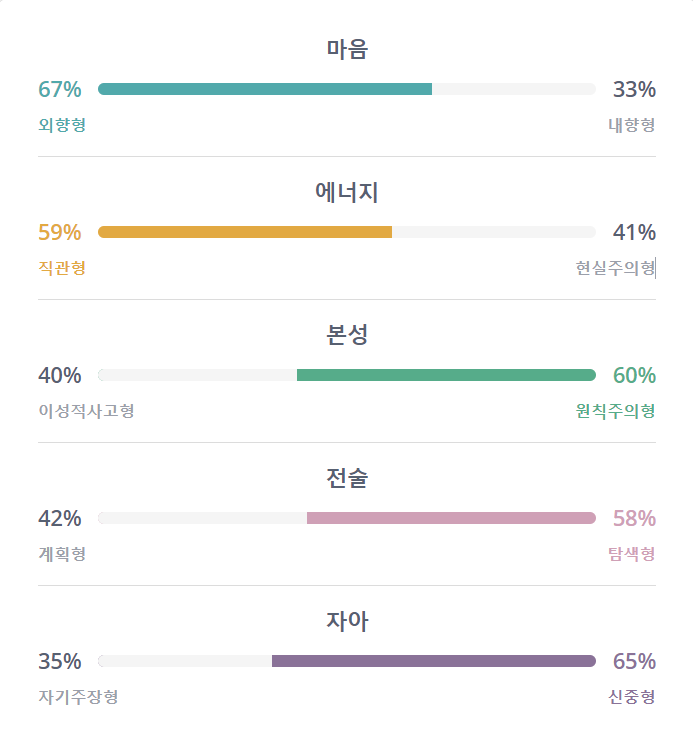 마음
67% 33%
외향형 내향형
에너지
59% 41%
직관형 현실주의형
본성
40% 60%
이성적사고형 원칙주의형
전술
42% 58%
계획형 탐색형
자아
35% 65%
자기주장형 신중형